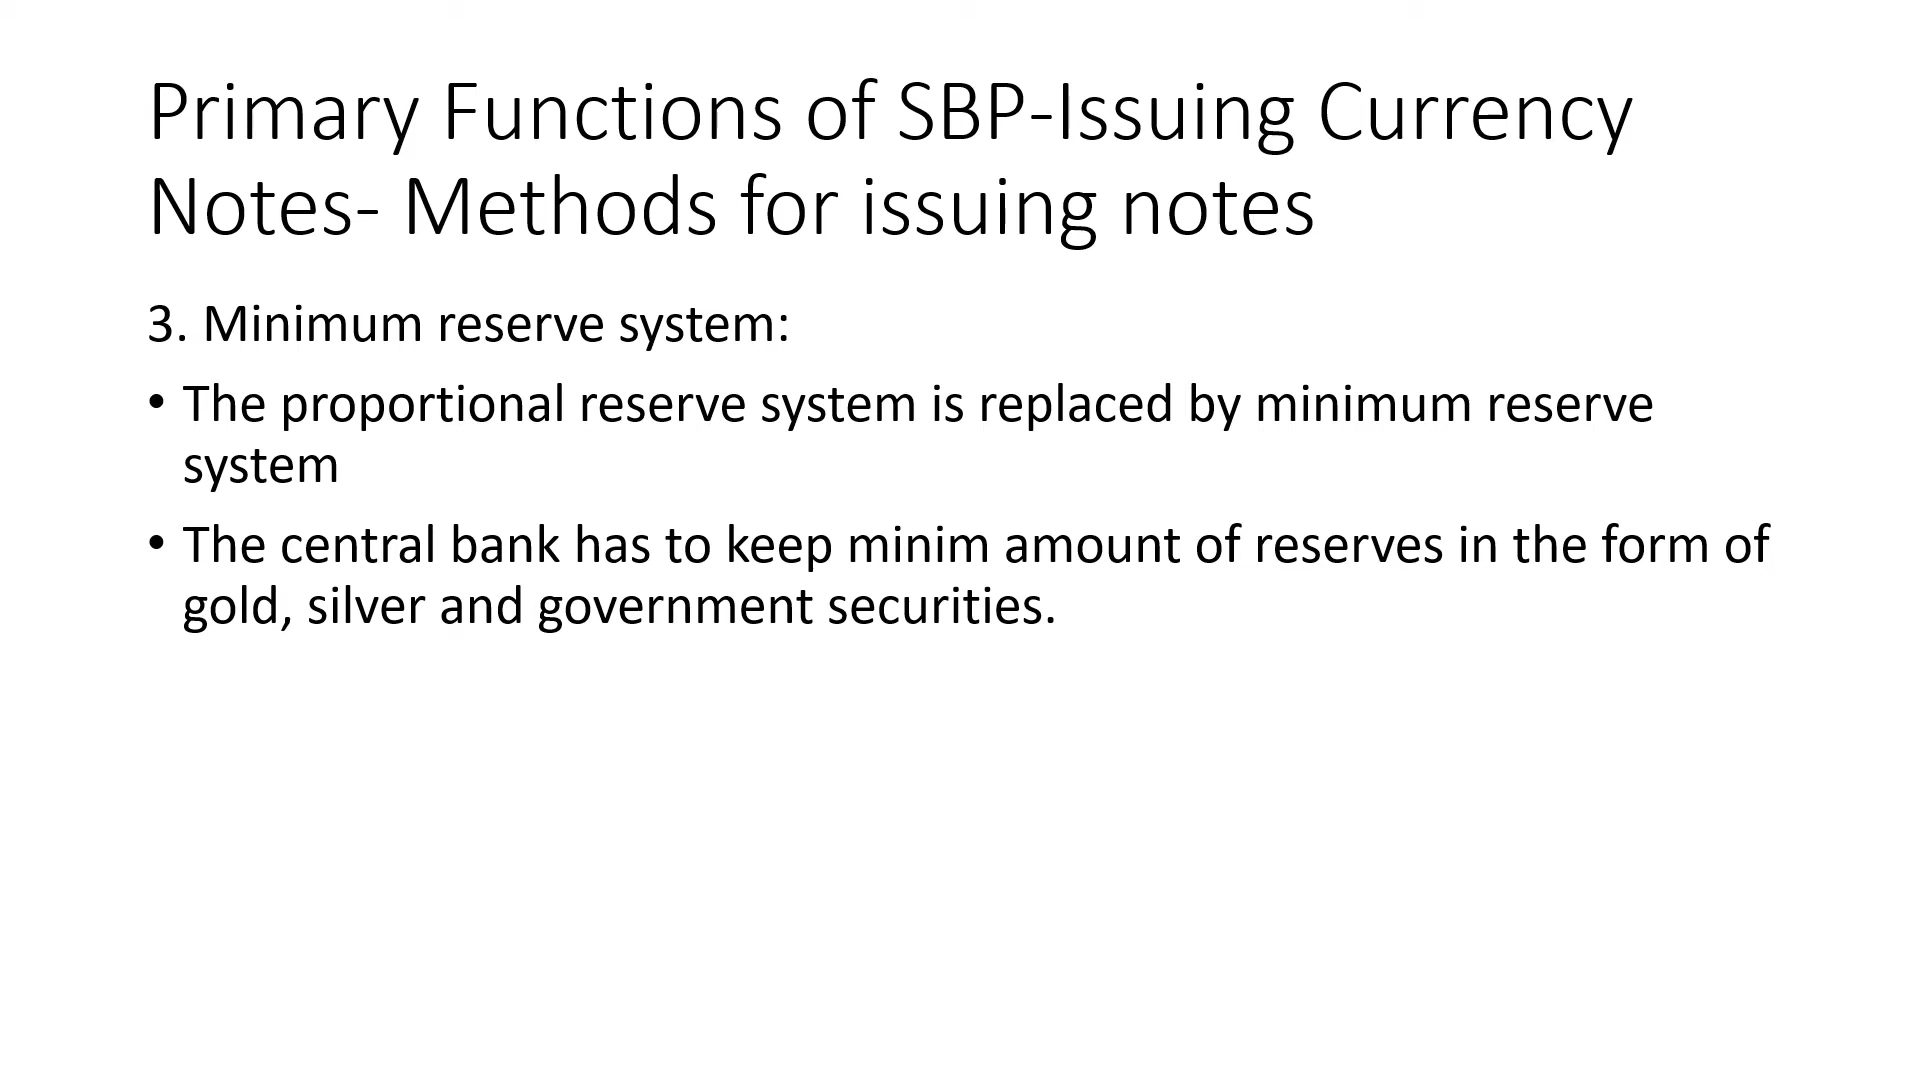 Primary Functions of SBP-Issuing Currency
Notes- Methods for issuing notes
3. Minimum reserve system:
• The proportional reserve system is replaced by minimum reserve
system
• The central bank has to keep minim amount of reserves in the form of
gold, silver and government securities.